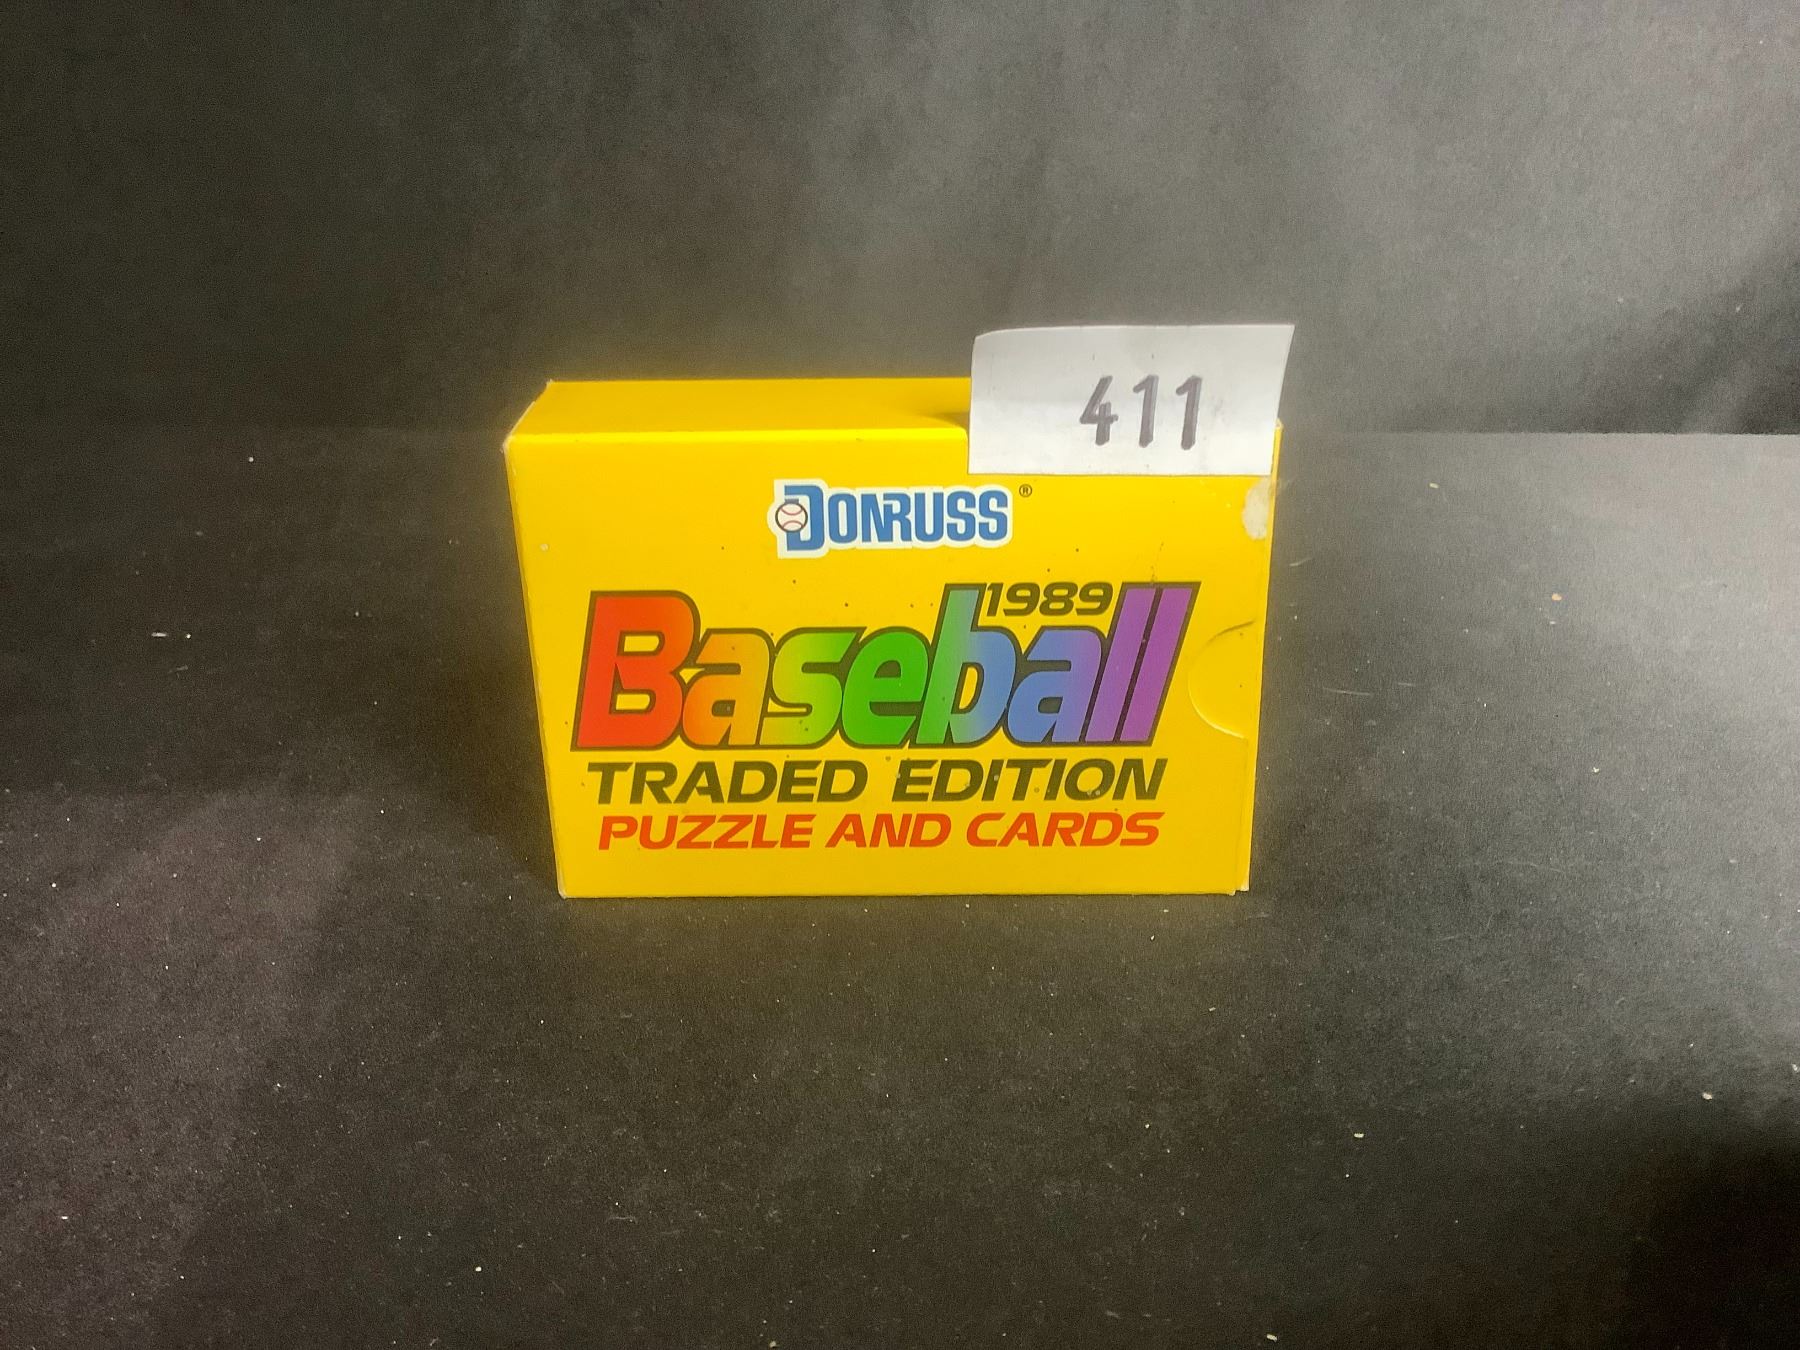 411
DONRUSS®
1989
Baseball
TRADED EDITION
PUZZLE AND CARDS